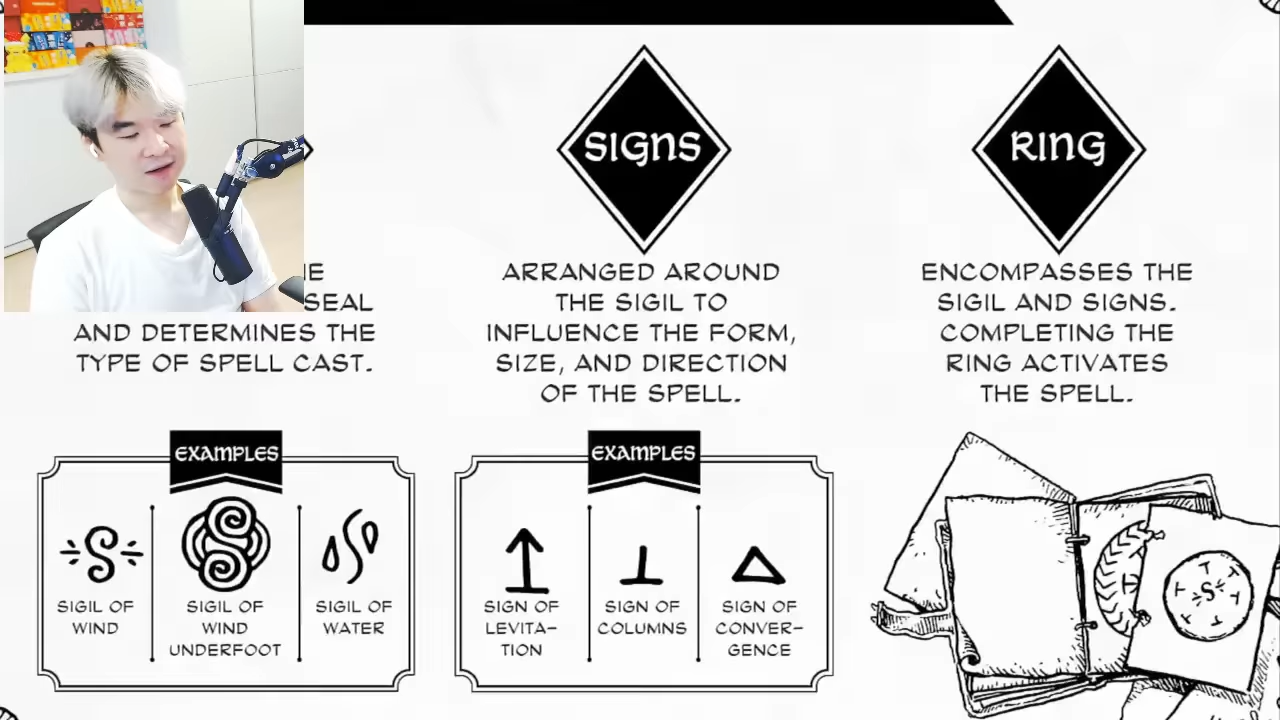 SIGNS
RING
SEAL
AND DETERMINES THE
TYPE OF SPELL CAST.
ARRANGED AROUND
THE SIGIL TO
INFLUENCE THE FORM,
SIZE, AND DIRECTION
OF THE SPELL.
ENCOMPASSES THE
SIGIL AND SIGNS.
COMPLETING THE
RING ACTIVATES
THE SPELL.
EXAMPLES
SIGIL OF
WIND
SIGIL OF
WIND
UNDERFOOT
SIGIL OF
WATER
EXAMPLES
SIGN OF
LEVITA-
TION
SIGN OF
COLUMNS
SIGN OF
CONVER-
GENCE